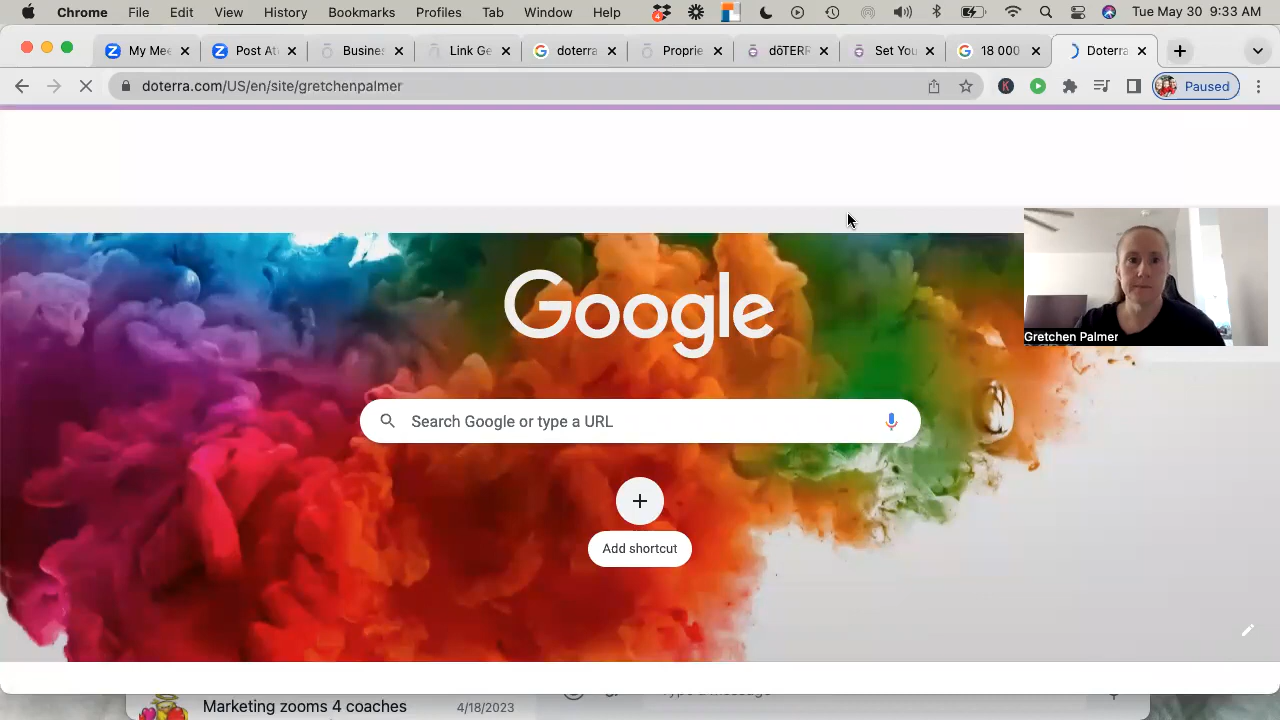 Chrome File Edit View History Bookmarks Profiles Tab Window Help 4 Tue May 30 9:33 AM
My Me Post At Busines Link Ge doterra Proprie dōTERR Set You 18 000 Doterra
doterra.com/US/en/site/gretchenpalmer K Paused
Google
Gretchen Palmer
Search Google or type a URL
Add shortcut
Marketing zooms 4 coaches 4/18/2023